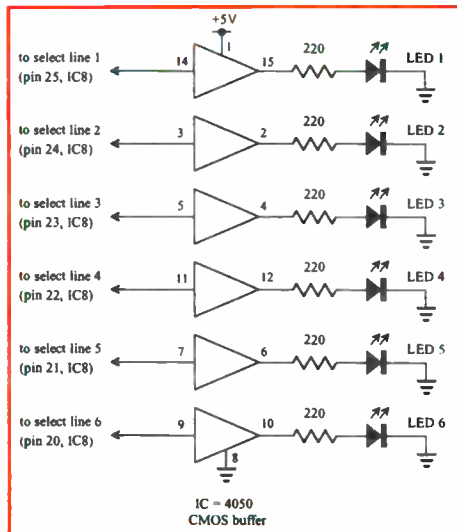 +5V
1
to select line 1
(pin 25, IC8)
14
15
220
LED 1
to select line 2
(pin 24, IC8)
3
2
220
LED 2
to select line 3
(pin 23, IC8)
5
4
220
LED 3
to select line 4
(pin 22, IC8)
11
12
220
LED 4
to select line 5
(pin 21, IC8)
7
6
220
LED 5
to select line 6
(pin 20, IC8)
9
10
220
LED 6
8
IC = 4050
CMOS buffer